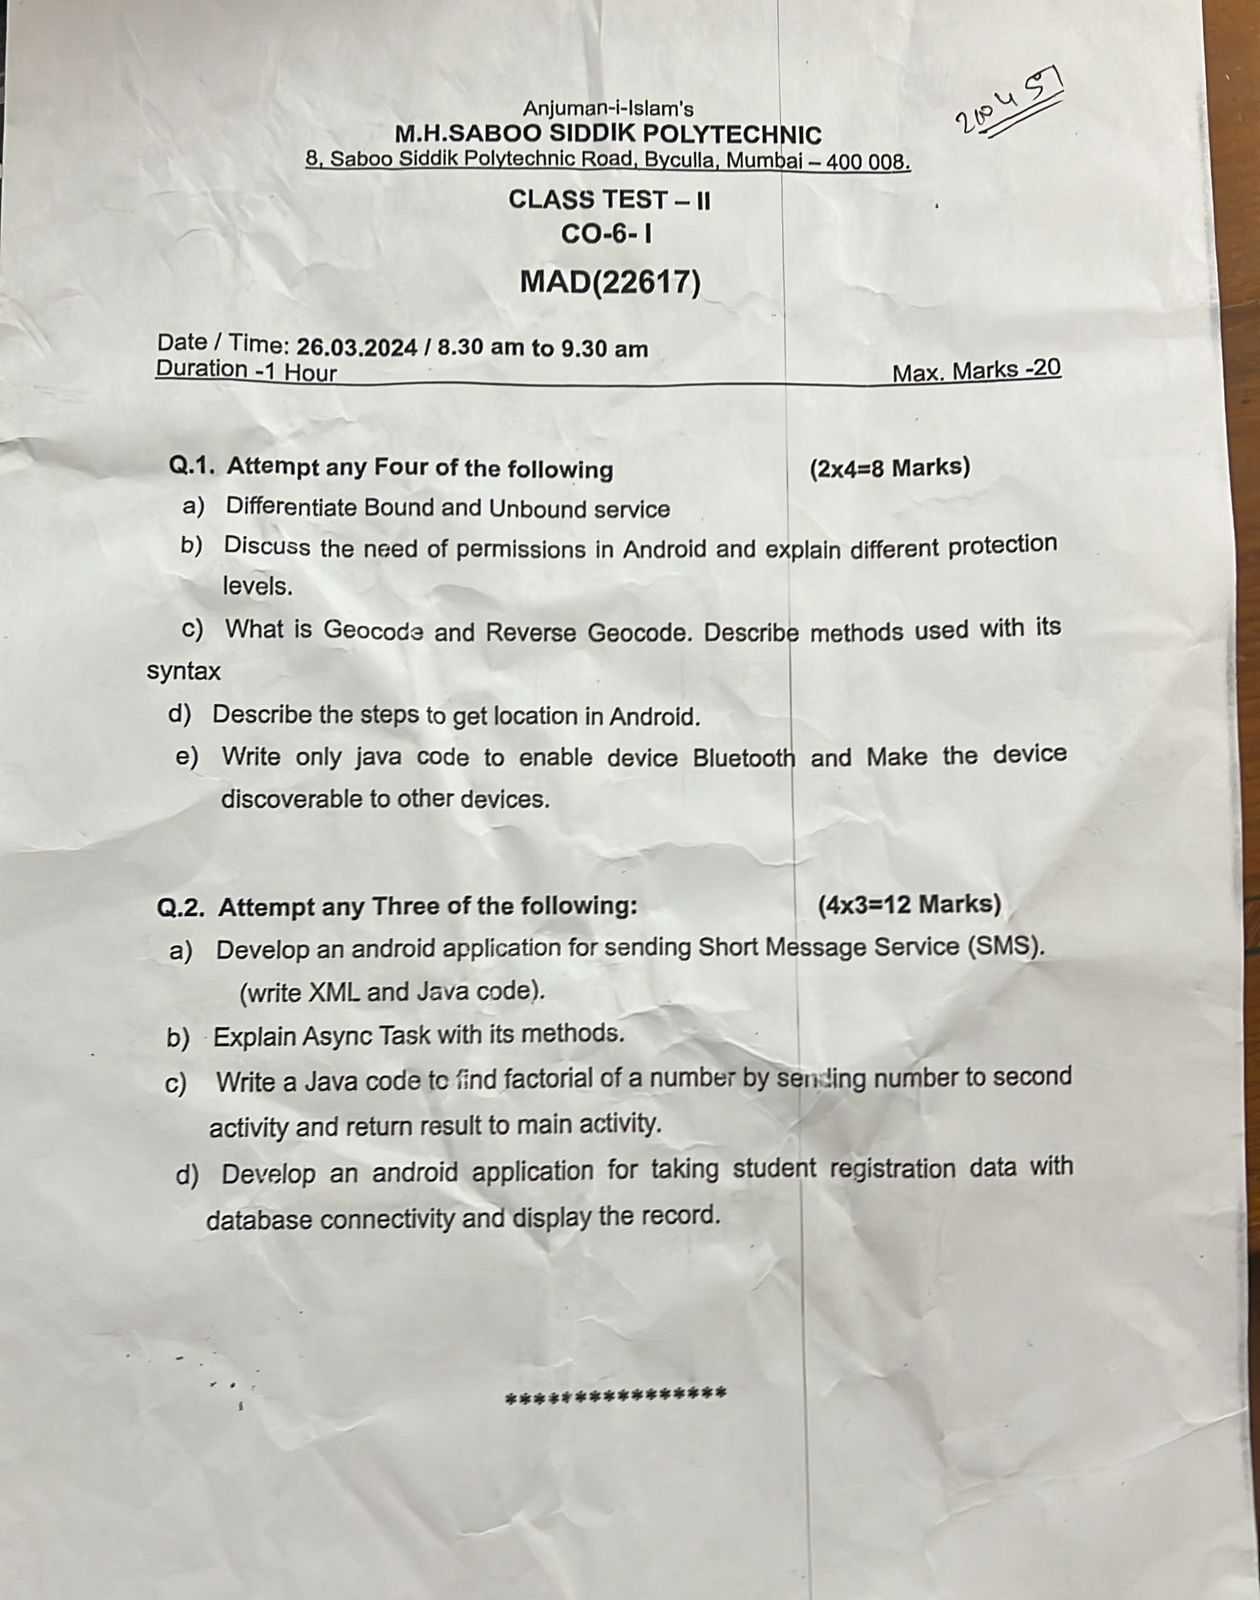 200451
Anjuman-i-Islam's
M.H.SABOO SIDDIK POLYTECHNIC
8, Saboo Siddik Polytechnic Road, Byculla, Mumbai – 400 008.
CLASS TEST – II
CO-6- I
MAD(22617)
Date / Time: 26.03.2024 / 8.30 am to 9.30 am
Duration -1 Hour Max. Marks -20
Q.1. Attempt any Four of the following (2x4=8 Marks)
a) Differentiate Bound and Unbound service
b) Discuss the need of permissions in Android and explain different protection
levels.
c) What is Geocode and Reverse Geocode. Describe methods used with its
syntax
d) Describe the steps to get location in Android.
e) Write only java code to enable device Bluetooth and Make the device
discoverable to other devices.
Q.2. Attempt any Three of the following: (4x3=12 Marks)
a) Develop an android application for sending Short Message Service (SMS).
(write XML and Java code).
b) Explain Async Task with its methods.
c) Write a Java code to find factorial of a number by sending number to second
activity and return result to main activity.
d) Develop an android application for taking student registration data with
database connectivity and display the record.
****************